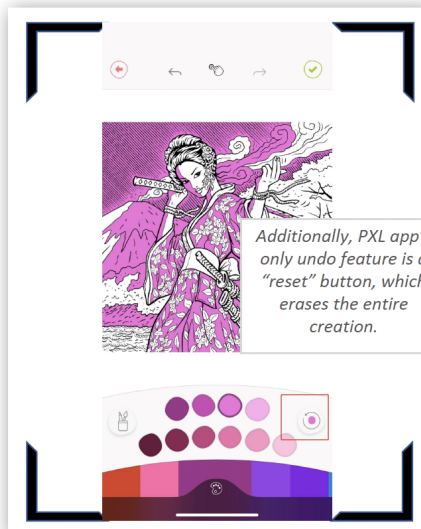 Additionally, PXL app's
only undo feature is a
"reset" button, which
erases the entire
creation.